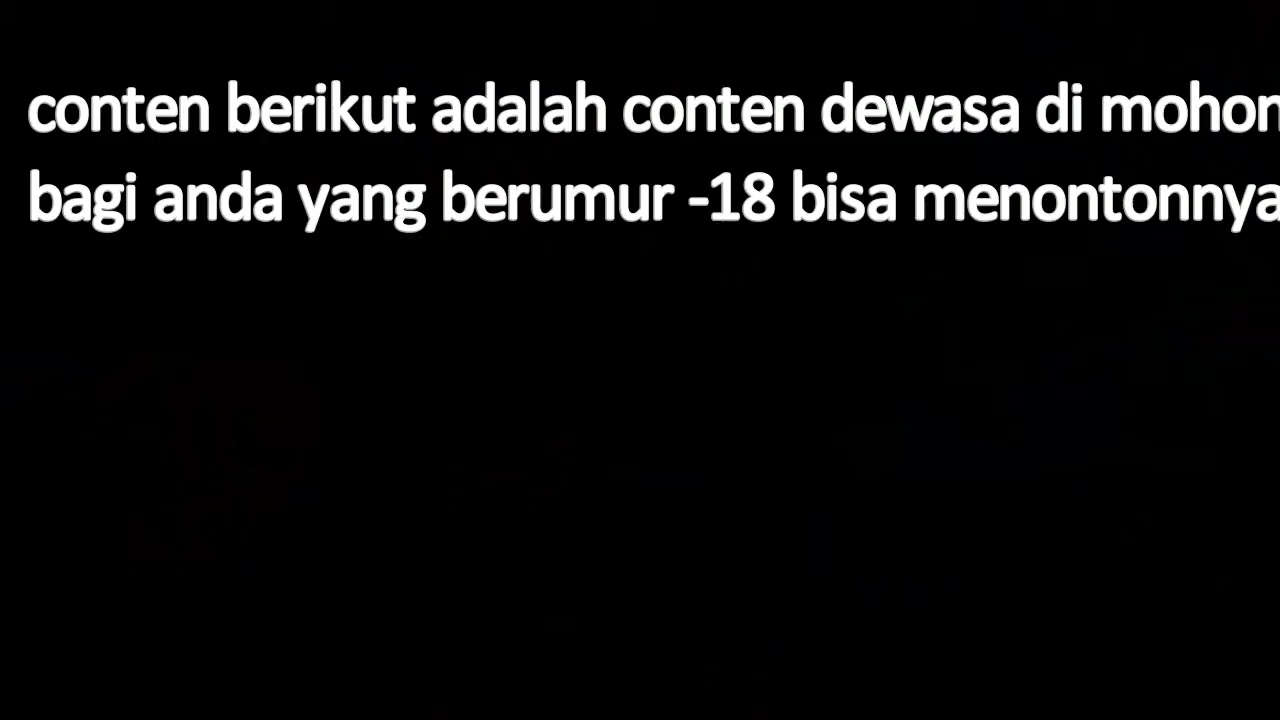 conten berikut adalah conten dewasa di mohon
bagi anda yang berumur -18 bisa menontonnya